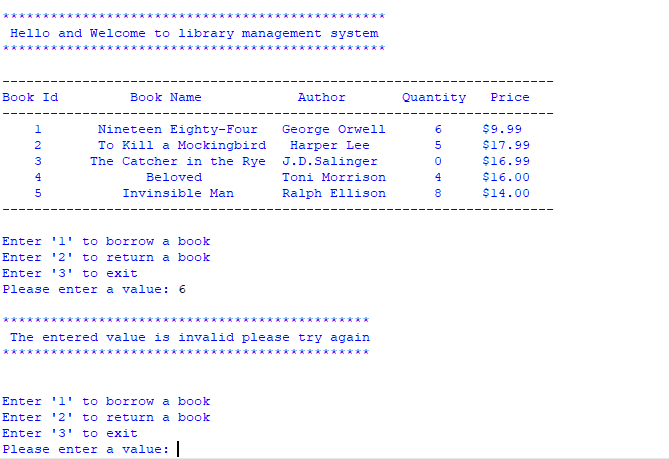 ************************************************
Hello and Welcome to library management system
************************************************
---------------------------------------------------------------------
Book Id Book Name Author Quantity Price
---------------------------------------------------------------------
1 Nineteen Eighty-Four George Orwell 6 $9.99
2 To Kill a Mockingbird Harper Lee 5 $17.99
3 The Catcher in the Rye J.D.Salinger 0 $16.99
4 Beloved Toni Morrison 4 $16.00
5 Invinsible Man Ralph Ellison 8 $14.00
---------------------------------------------------------------------
Enter '1' to borrow a book
Enter '2' to return a book
Enter '3' to exit
Please enter a value: 6
**********************************************
The entered value is invalid please try again
**********************************************
Enter '1' to borrow a book
Enter '2' to return a book
Enter '3' to exit
Please enter a value: